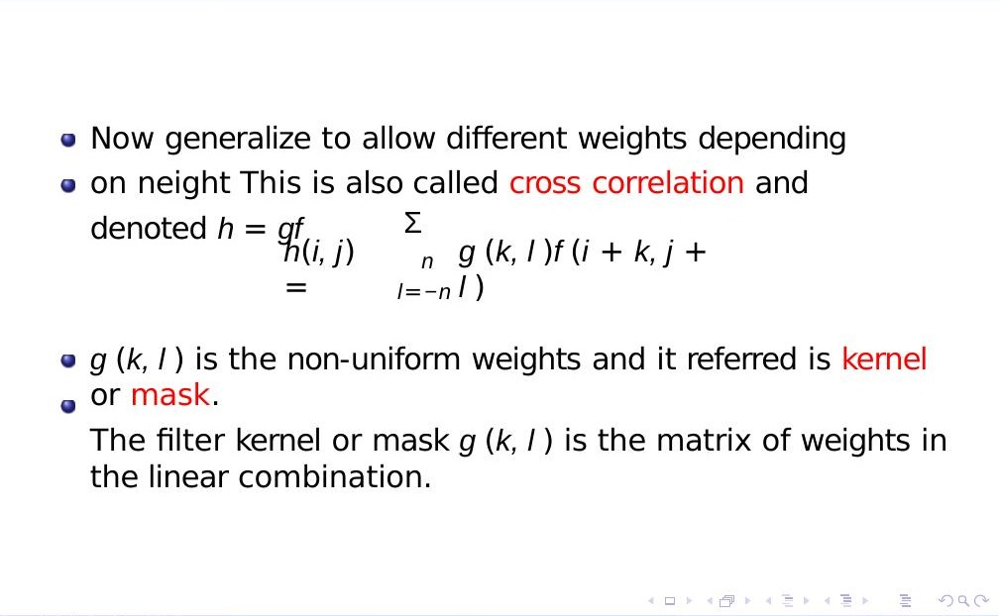 Now generalize to allow different weights depending
on neight This is also called cross correlation and
denoted h = gf
Σ
h(i, j)
n g (k, l )f (i + k, j +
=
l=−n l )
g (k, l ) is the non-uniform weights and it referred is kernel
or mask.
The filter kernel or mask g (k, l ) is the matrix of weights in
the linear combination.